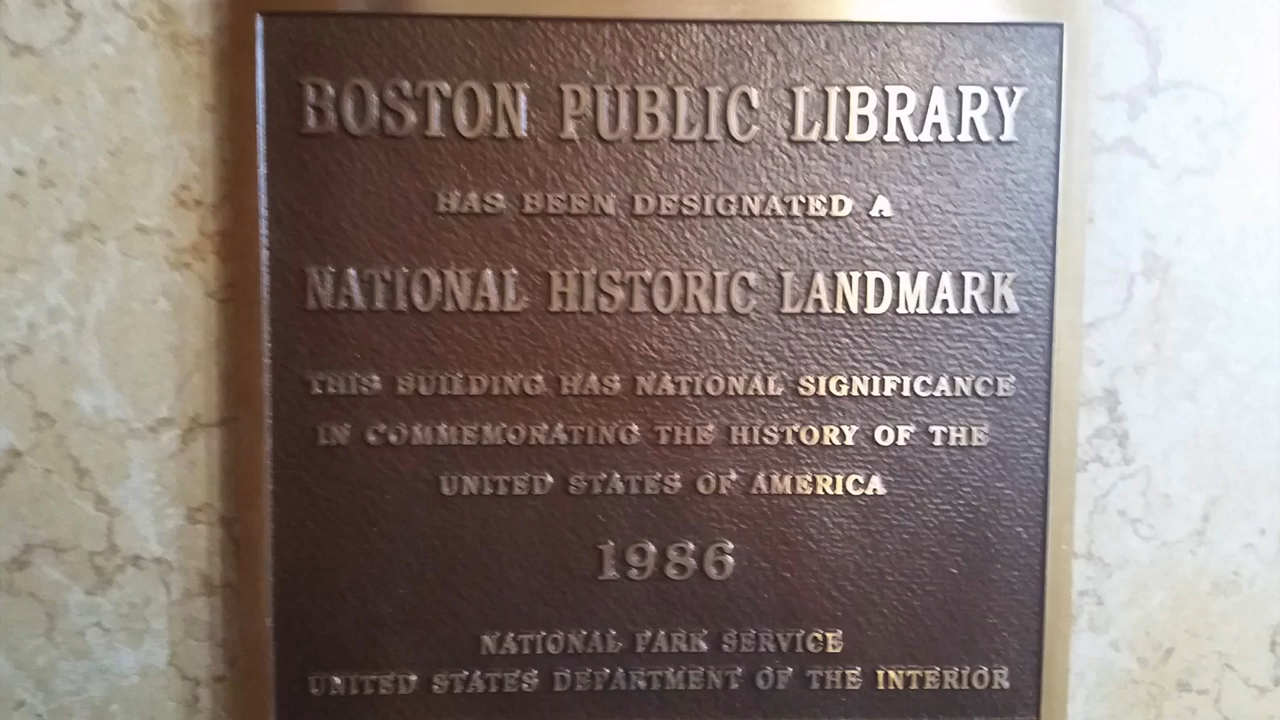 BOSTON PUBLIC LIBRARY
HAS BEEN DESIGNATED A
NATIONAL HISTORIC LANDMARK
THIS BUILDING HAS NATIONAL SIGNIFICANCE
IN COMMEMORATING THE HISTORY OF THE
UNITED STATES OF AMERICA
1986
NATIONAL PARK SERVICE
UNITED STATES DEPARTMENT OF THE INTERIOR